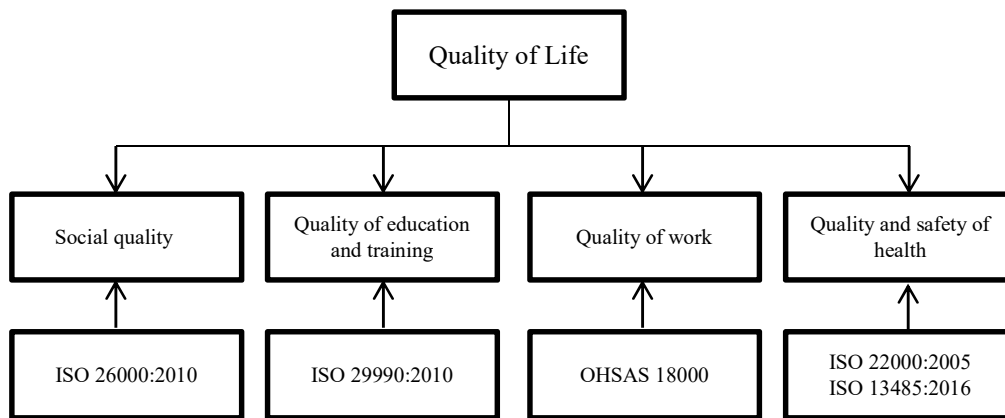 Quality of Life
Social quality
Quality of education
and training
Quality of work
Quality and safety of
health
ISO 26000:2010
ISO 29990:2010
OHSAS 18000
ISO 22000:2005
ISO 13485:2016